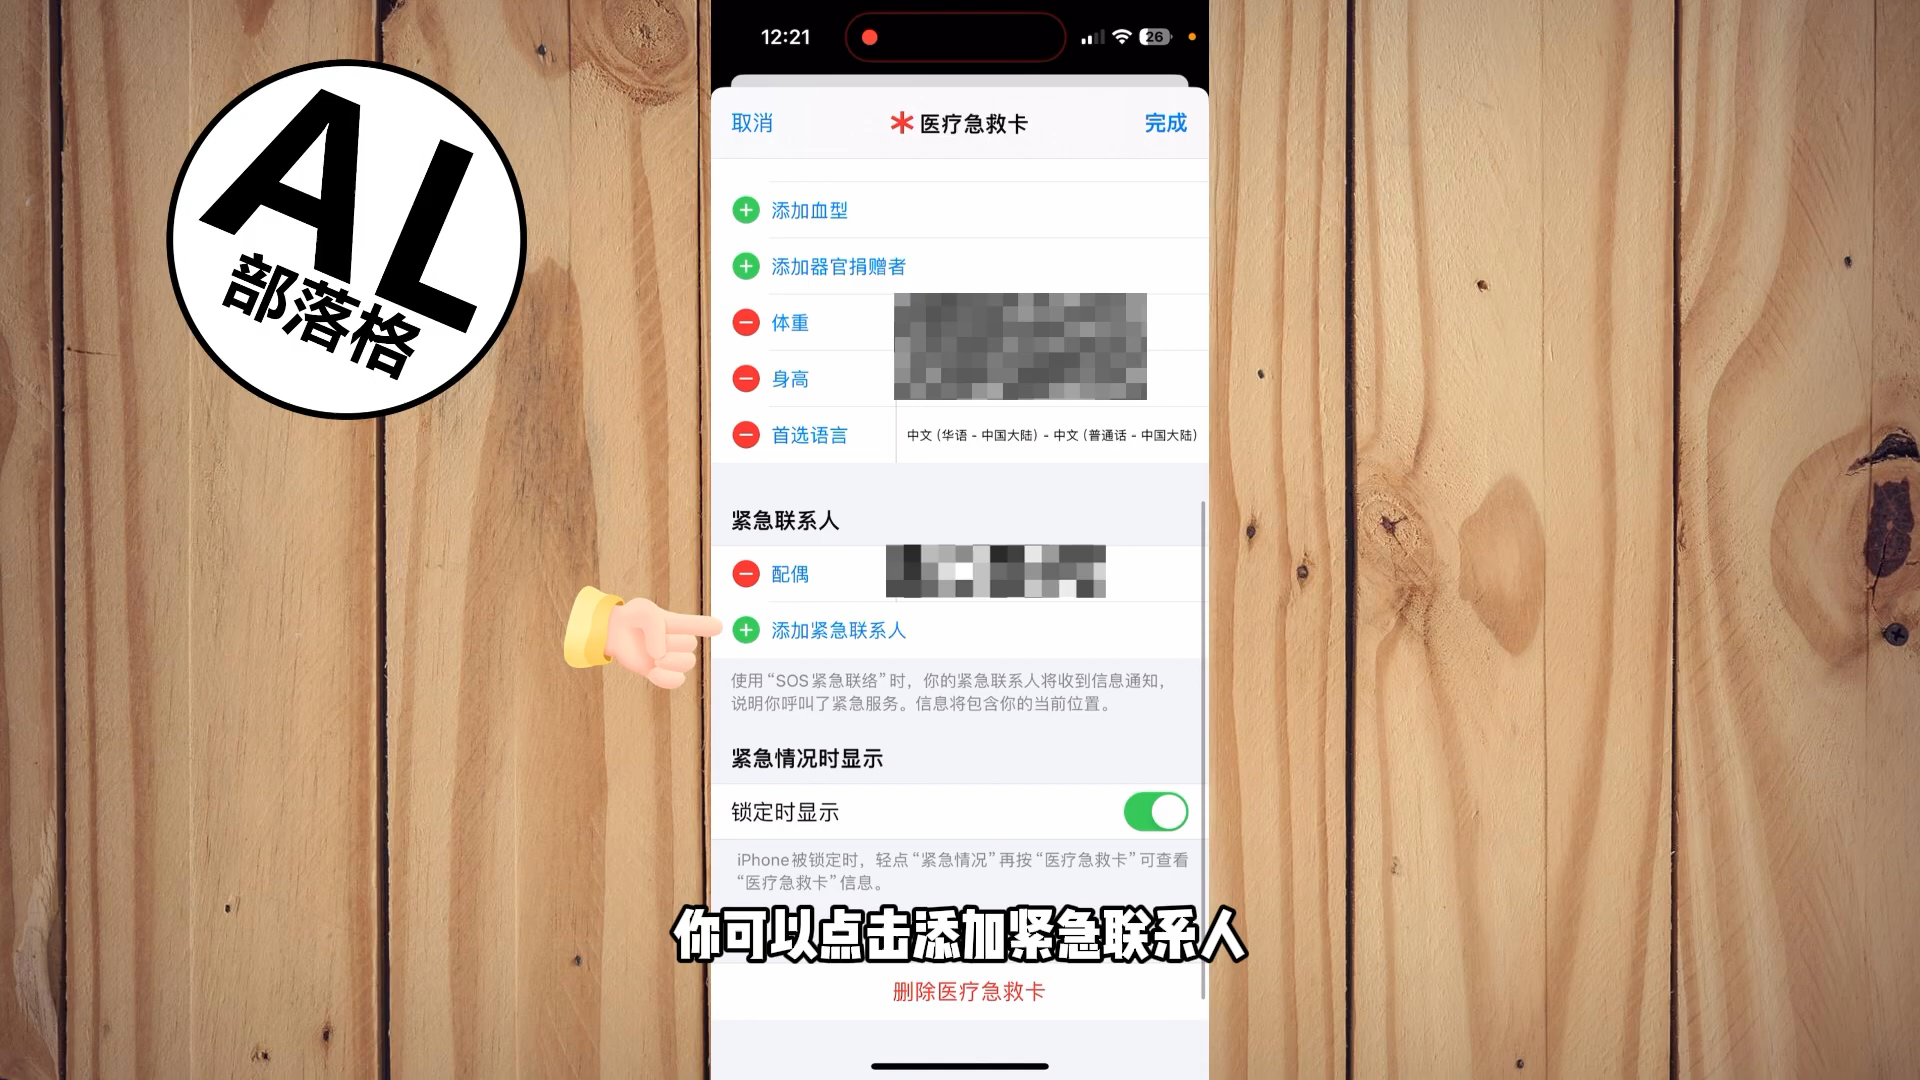 AL
部落格
12:21
26
取消
医疗急救卡
完成
添加血型
添加器官捐赠者
体重
身高
首选语言
中文 (华语 - 中国大陆) - 中文 (普通话 - 中国大陆)
紧急联系人
配偶
添加紧急联系人
使用“SOS紧急联络”时，你的紧急联系人将收到信息通知，
说明你呼叫了紧急服务。信息将包含你的当前位置。
紧急情况时显示
锁定时显示
iPhone被锁定时，轻点“紧急情况”再按“医疗急救卡”可查看
“医疗急救卡”信息。
你可以点击添加紧急联系人
删除医疗急救卡